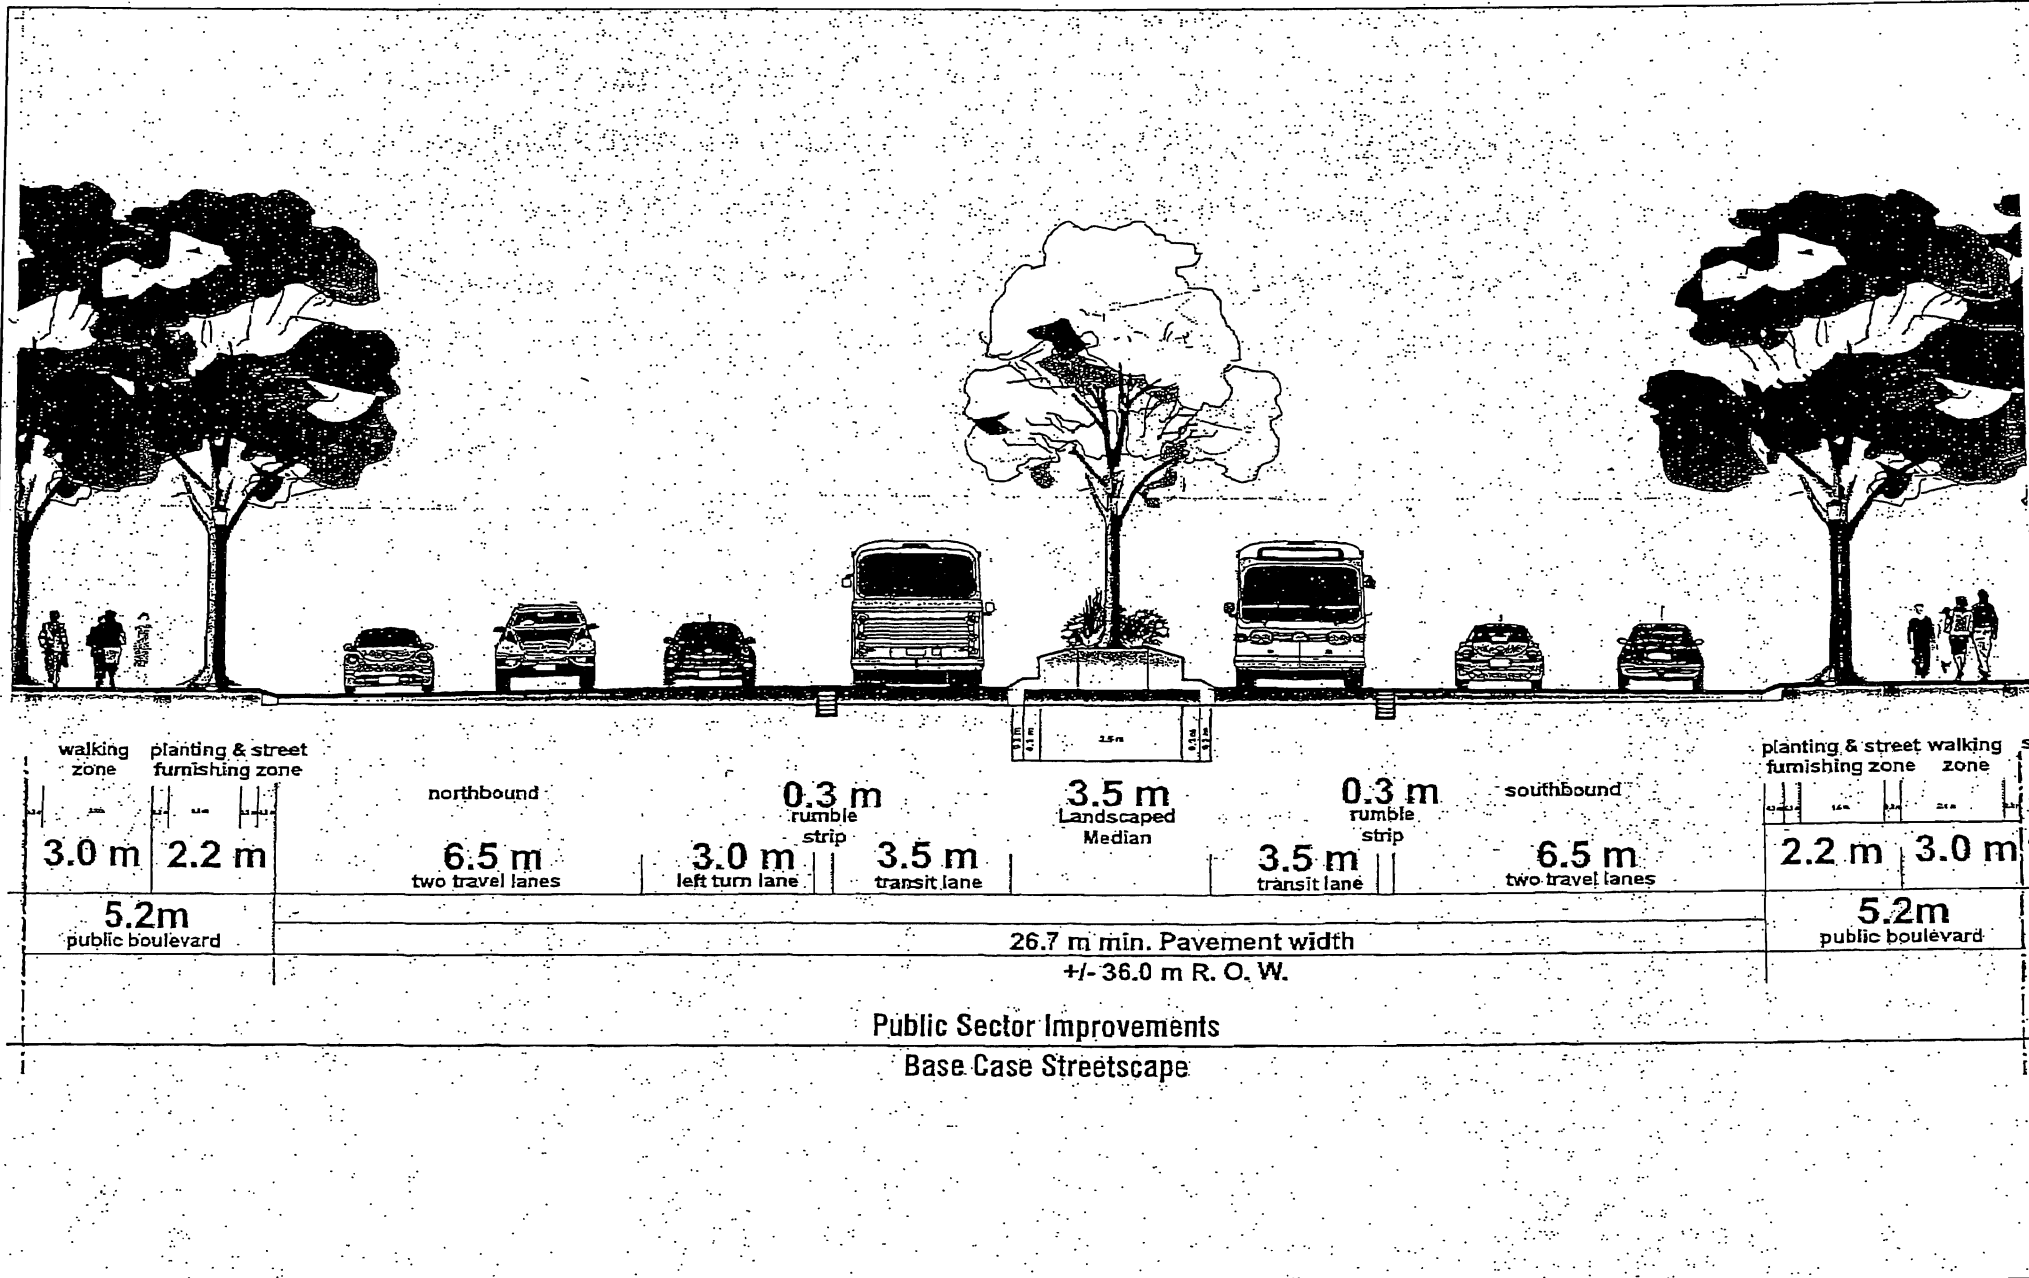 walking
zone
planting & street
furnishing zone
northbound
0.3 m
rumble
strip
2.5 m
3.5 m
Landscaped
Median
0.3 m
rumble
strip
southbound
planting & street
furnishing zone
walking
zone
3.0 m
2.2 m
6.5 m
two travel lanes
3.0 m
left turn lane
3.5 m
transit lane
3.5 m
transit lane
6.5 m
two travel lanes
2.2 m
3.0 m
5.2m
public boulevard
5.2m
public boulevard
26.7 m min. Pavement width
+/- 36.0 m R. O. W.
Public Sector Improvements
Base Case Streetscape